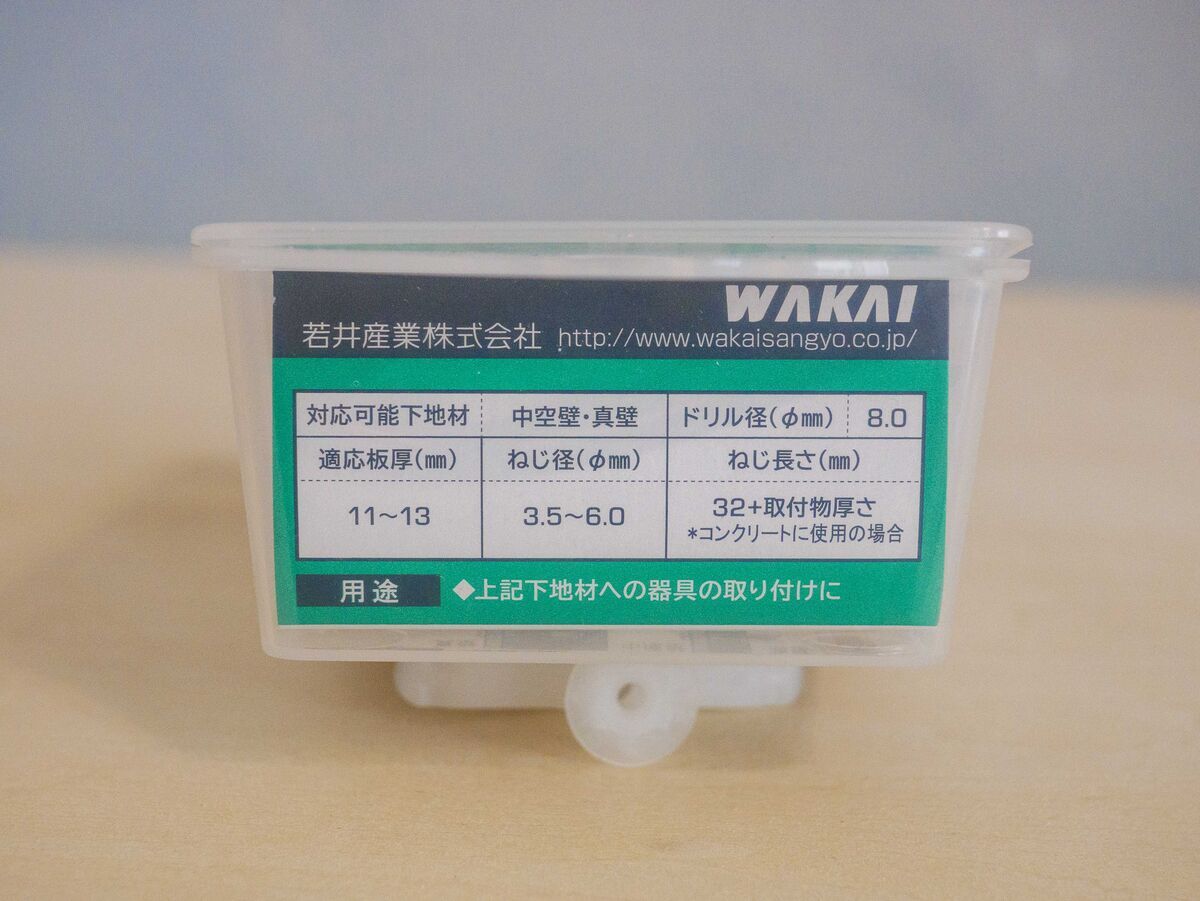 WAKAI
若井産業株式会社 http://www.wakaisangyo.co.jp/
対応可能下地材 中空壁・真壁 ドリル径(φmm) 8.0
適応板厚(mm) ねじ径(φmm) ねじ長さ(mm)
11〜13 3.5〜6.0 32+取付物厚さ
*コンクリートに使用の場合
用途 ◆上記下地材への器具の取り付けに